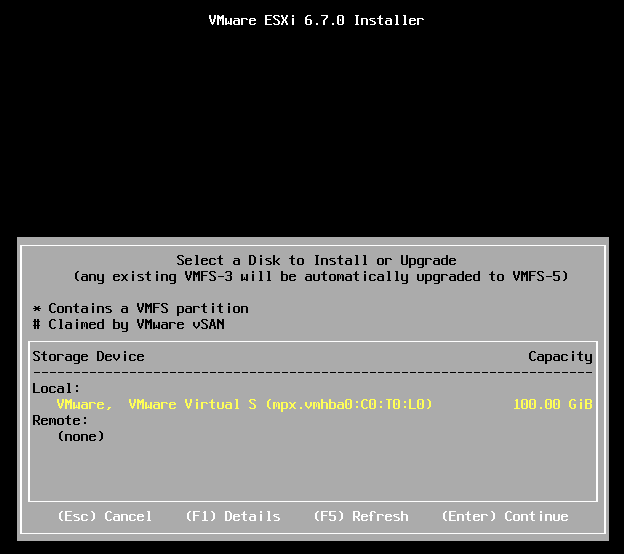 VMware ESXi 6.7.0 Installer
Select a Disk to Install or Upgrade
(any existing VMFS-3 will be automatically upgraded to VMFS-5)
* Contains a VMFS partition
# Claimed by VMware vSAN
Storage Device Capacity
--------------------------------------------------------------------
Local:
VMware,  VMware Virtual S (mpx.vmhba0:C0:T0:L0) 100.00 GiB
Remote:
(none)
(Esc) Cancel (F1) Details (F5) Refresh (Enter) Continue